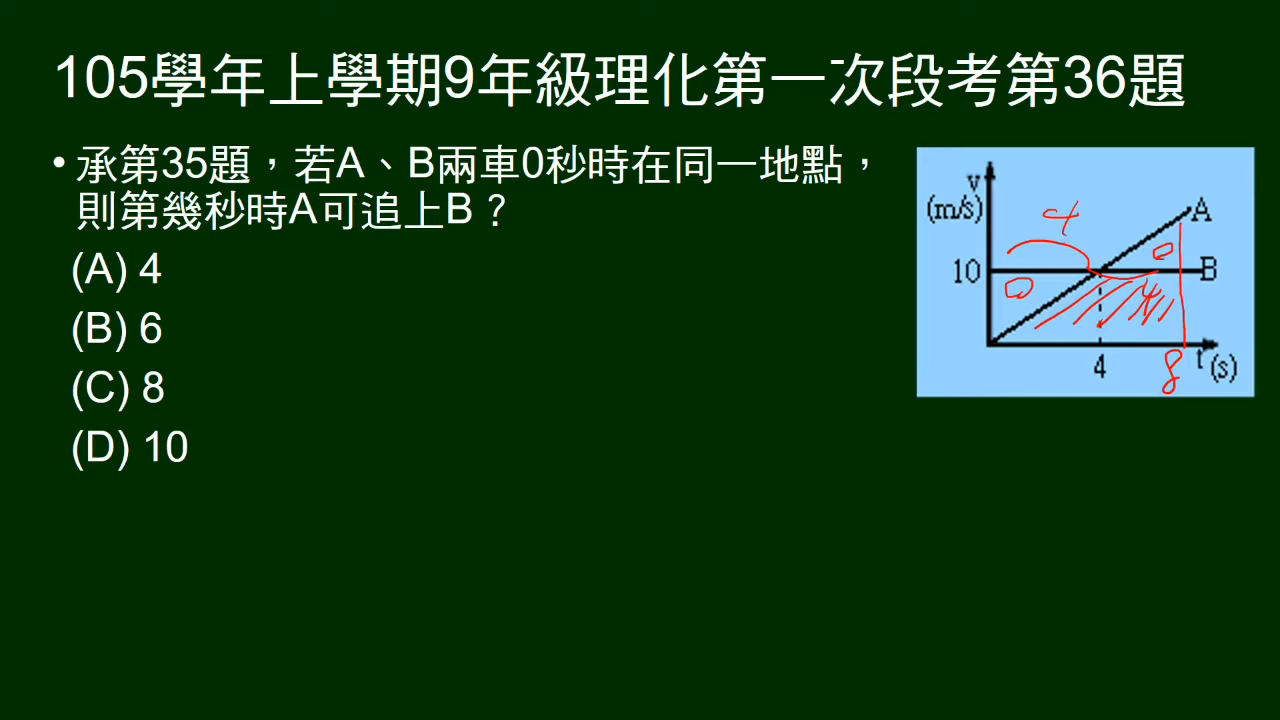 105學年上學期9年級理化第一次段考第36題
• 承第35題，若A、B兩車0秒時在同一地點，
則第幾秒時A可追上B？
(A) 4
(B) 6
(C) 8
(D) 10
v
(m/s)
4
A
10
B
4
4
8
t(s)